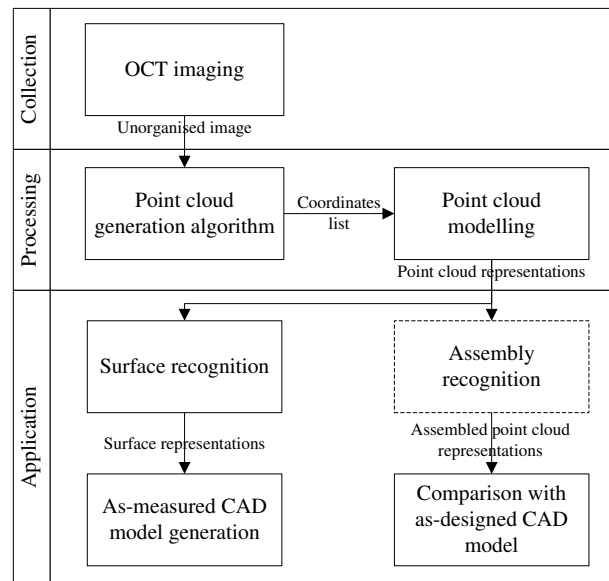 Collection
OCT imaging
Unorganised image
Processing
Point cloud
generation algorithm
Coordinates
list
Point cloud
modelling
Point cloud representations
Application
Surface recognition
Assembly
recognition
Surface representations
Assembled point cloud
representations
As-measured CAD
model generation
Comparison with
as-designed CAD
model